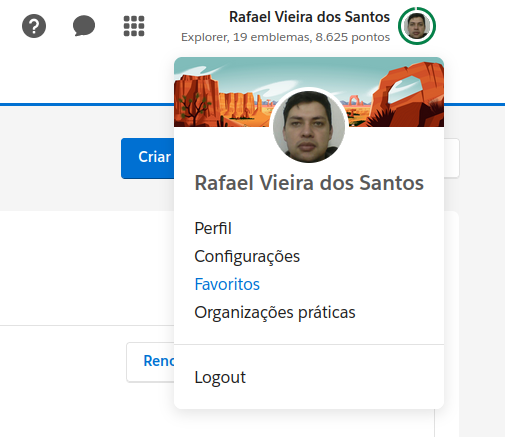 ?
Rafael Vieira dos Santos
Explorer, 19 emblemas, 8.625 pontos
Criar
Rafael Vieira dos Santos
Perfil
Configurações
Favoritos
Organizações práticas
Logout